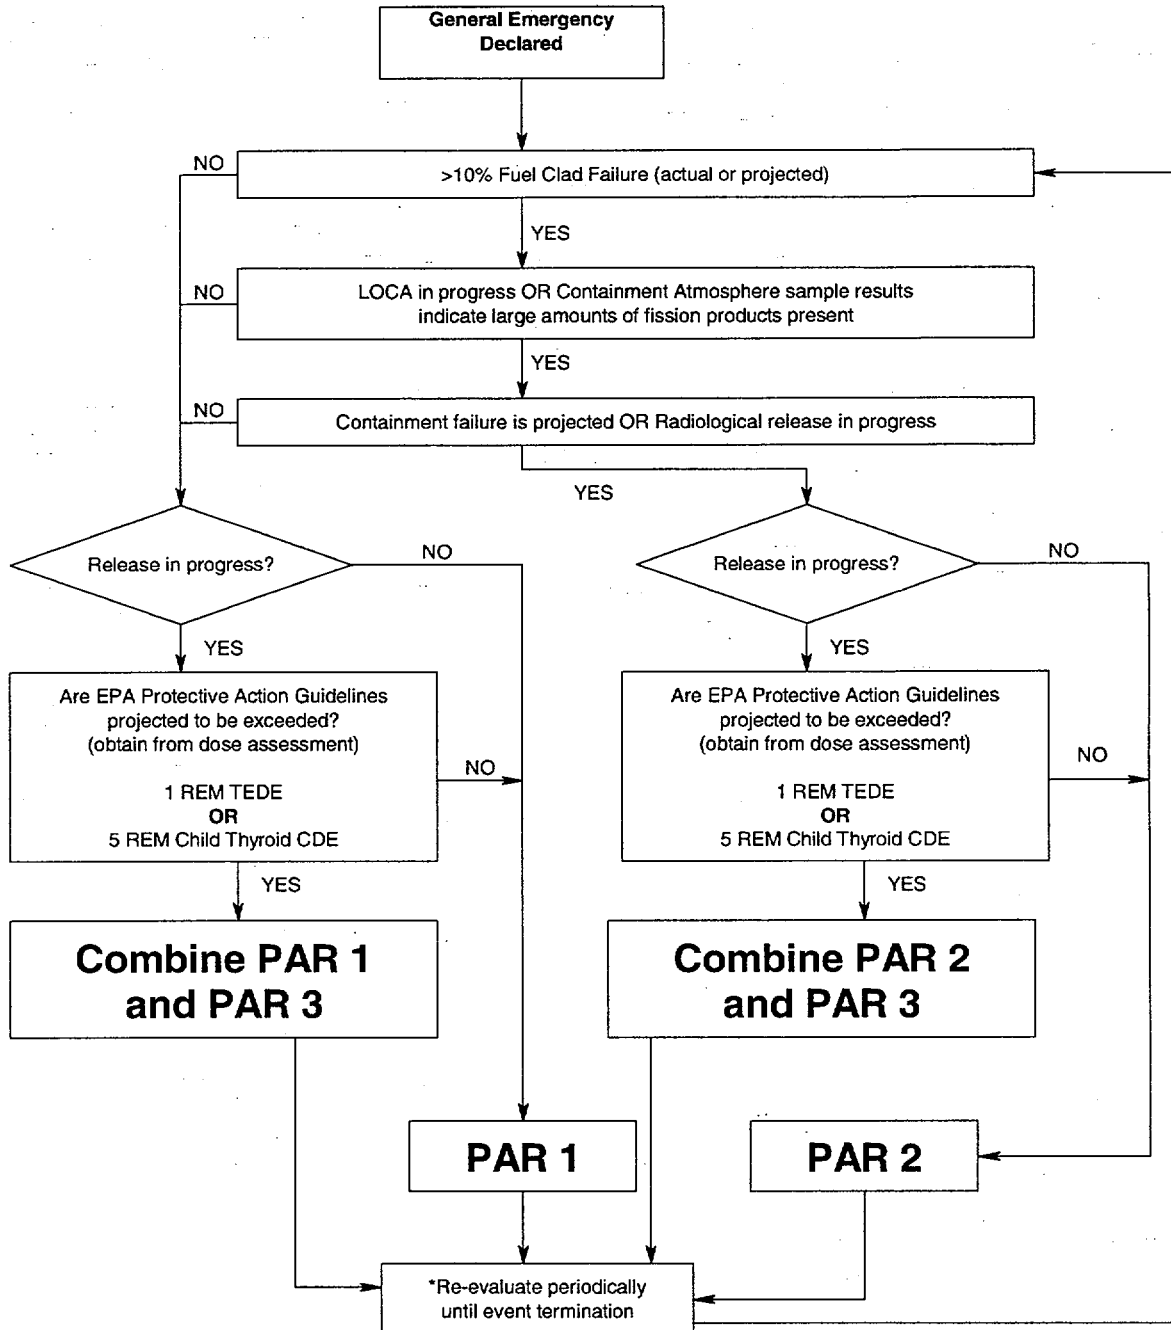 General Emergency
Declared
NO
>10% Fuel Clad Failure (actual or projected)
YES
NO
LOCA in progress OR Containment Atmosphere sample results
indicate large amounts of fission products present
YES
NO
Containment failure is projected OR Radiological release in progress
YES
Release in progress?
NO
Release in progress?
NO
YES
YES
Are EPA Protective Action Guidelines
projected to be exceeded?
(obtain from dose assessment)
1 REM TEDE
OR
5 REM Child Thyroid CDE
NO
Are EPA Protective Action Guidelines
projected to be exceeded?
(obtain from dose assessment)
1 REM TEDE
OR
5 REM Child Thyroid CDE
NO
YES
YES
Combine PAR 1
and PAR 3
Combine PAR 2
and PAR 3
PAR 1
PAR 2
*Re-evaluate periodically
until event termination